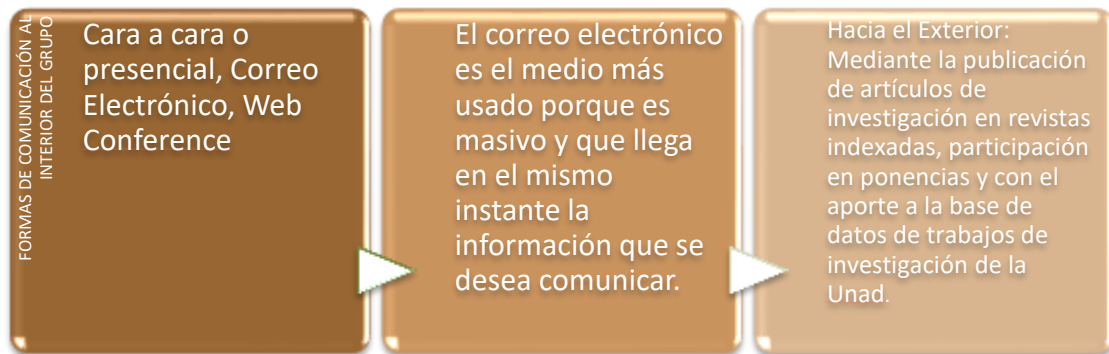 FORMAS DE COMUNICACIÓN AL
INTERIOR DEL GRUPO
Cara a cara o
presencial, Correo
Electrónico, Web
Conference
El correo electrónico
es el medio más
usado porque es
masivo y que llega
en el mismo
instante la
información que se
desea comunicar.
Hacia el Exterior:
Mediante la publicación
de artículos de
investigación en revistas
indexadas, participación
en ponencias y con el
aporte a la base de
datos de trabajos de
investigación de la
Unad.